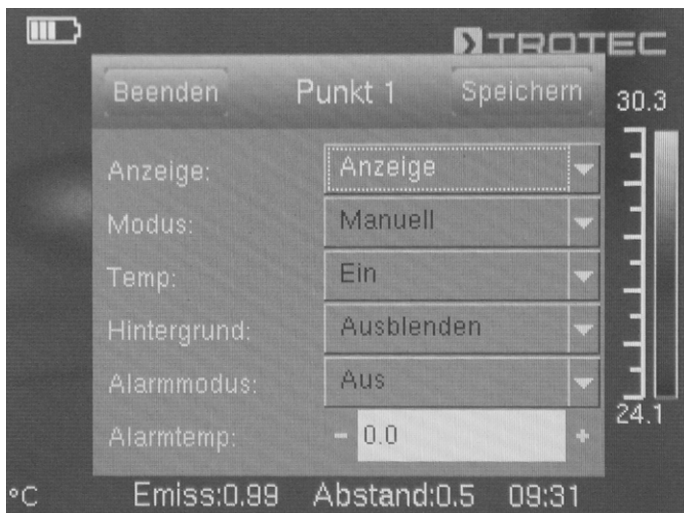 TROTEC
Beenden Punkt 1 Speichern
30.3
Anzeige: Anzeige
Modus: Manuell
Temp: Ein
Hintergrund: Ausblenden
Alarmmodus: Aus
Alarmtemp: - 0.0 +
24.1
°C Emiss:0.99 Abstand:0.5 09:31